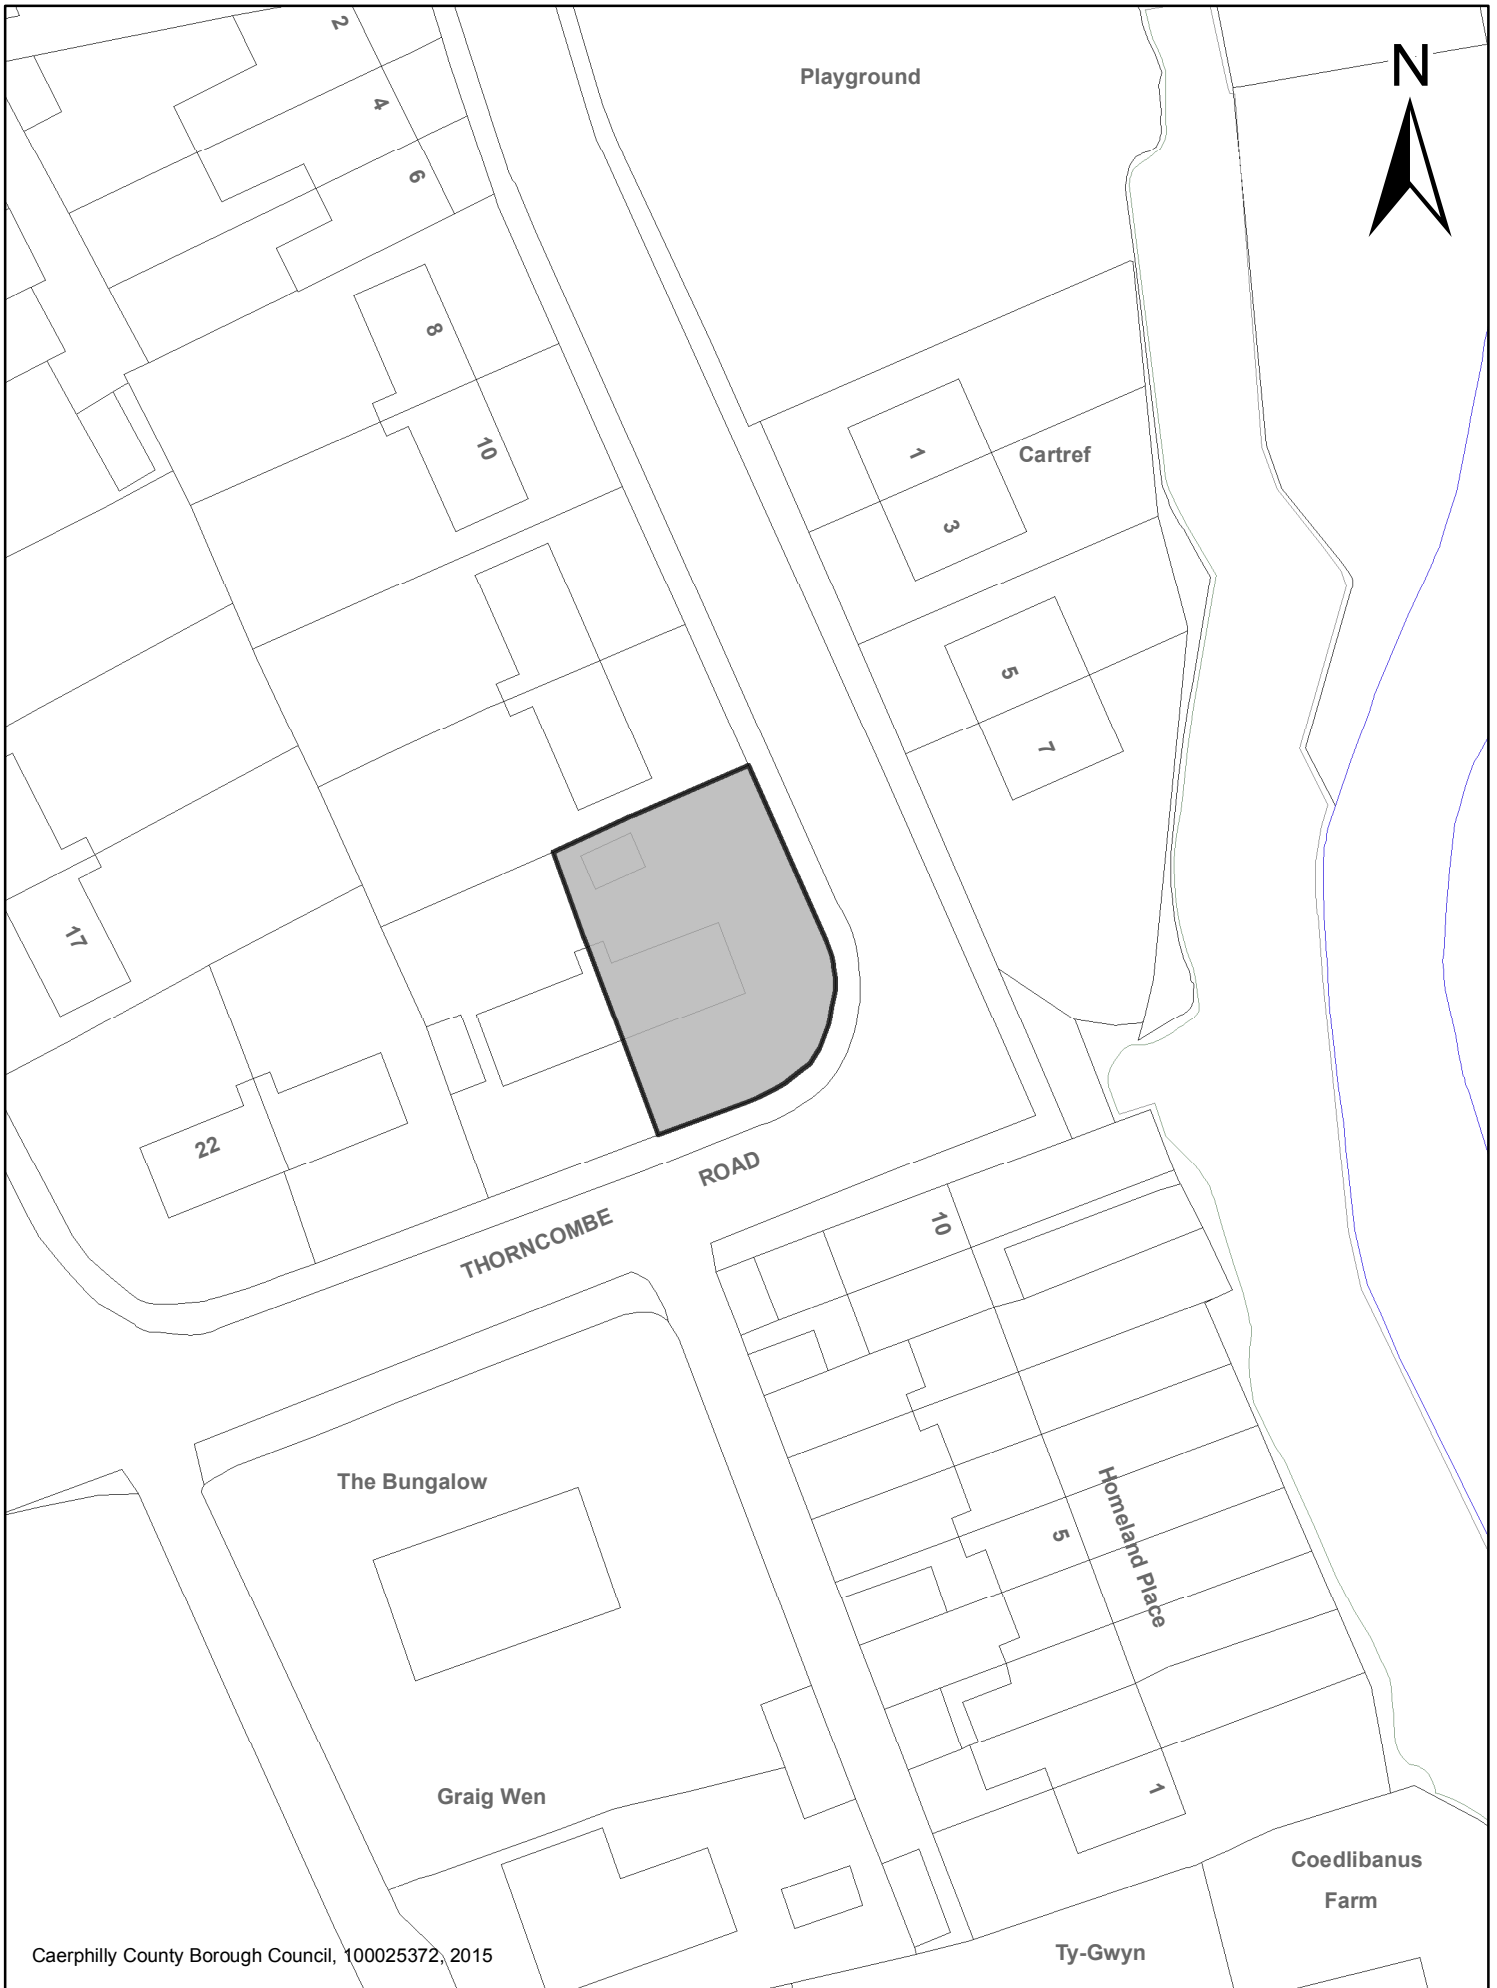 2
Playground
N
4
6
8
10
1
Cartref
3
5
7
17
22
ROAD
THORNCOMBE
10
The Bungalow
Homeland Place
5
1
Graig Wen
Coedlibanus
Farm
Ty-Gwyn
Caerphilly County Borough Council, 100025372, 2015